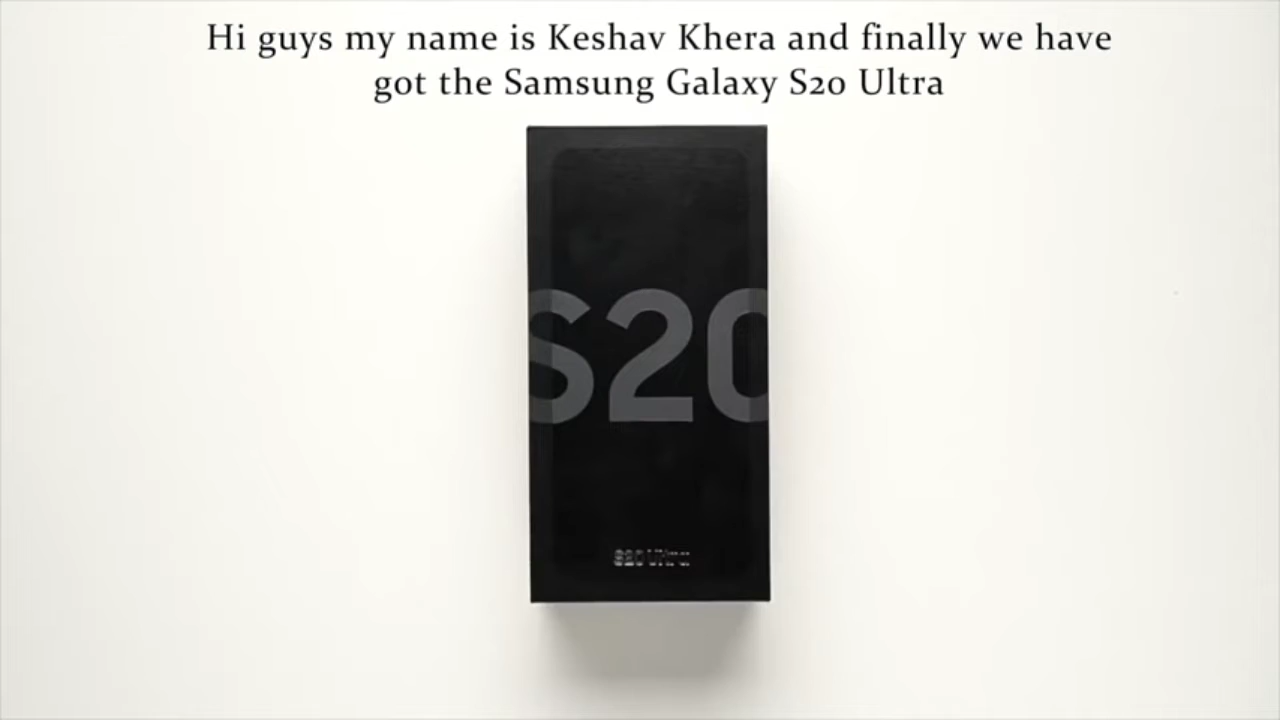 Hi guys my name is Keshav Khera and finally we have
got the Samsung Galaxy S20 Ultra
S20
S20 Ultra